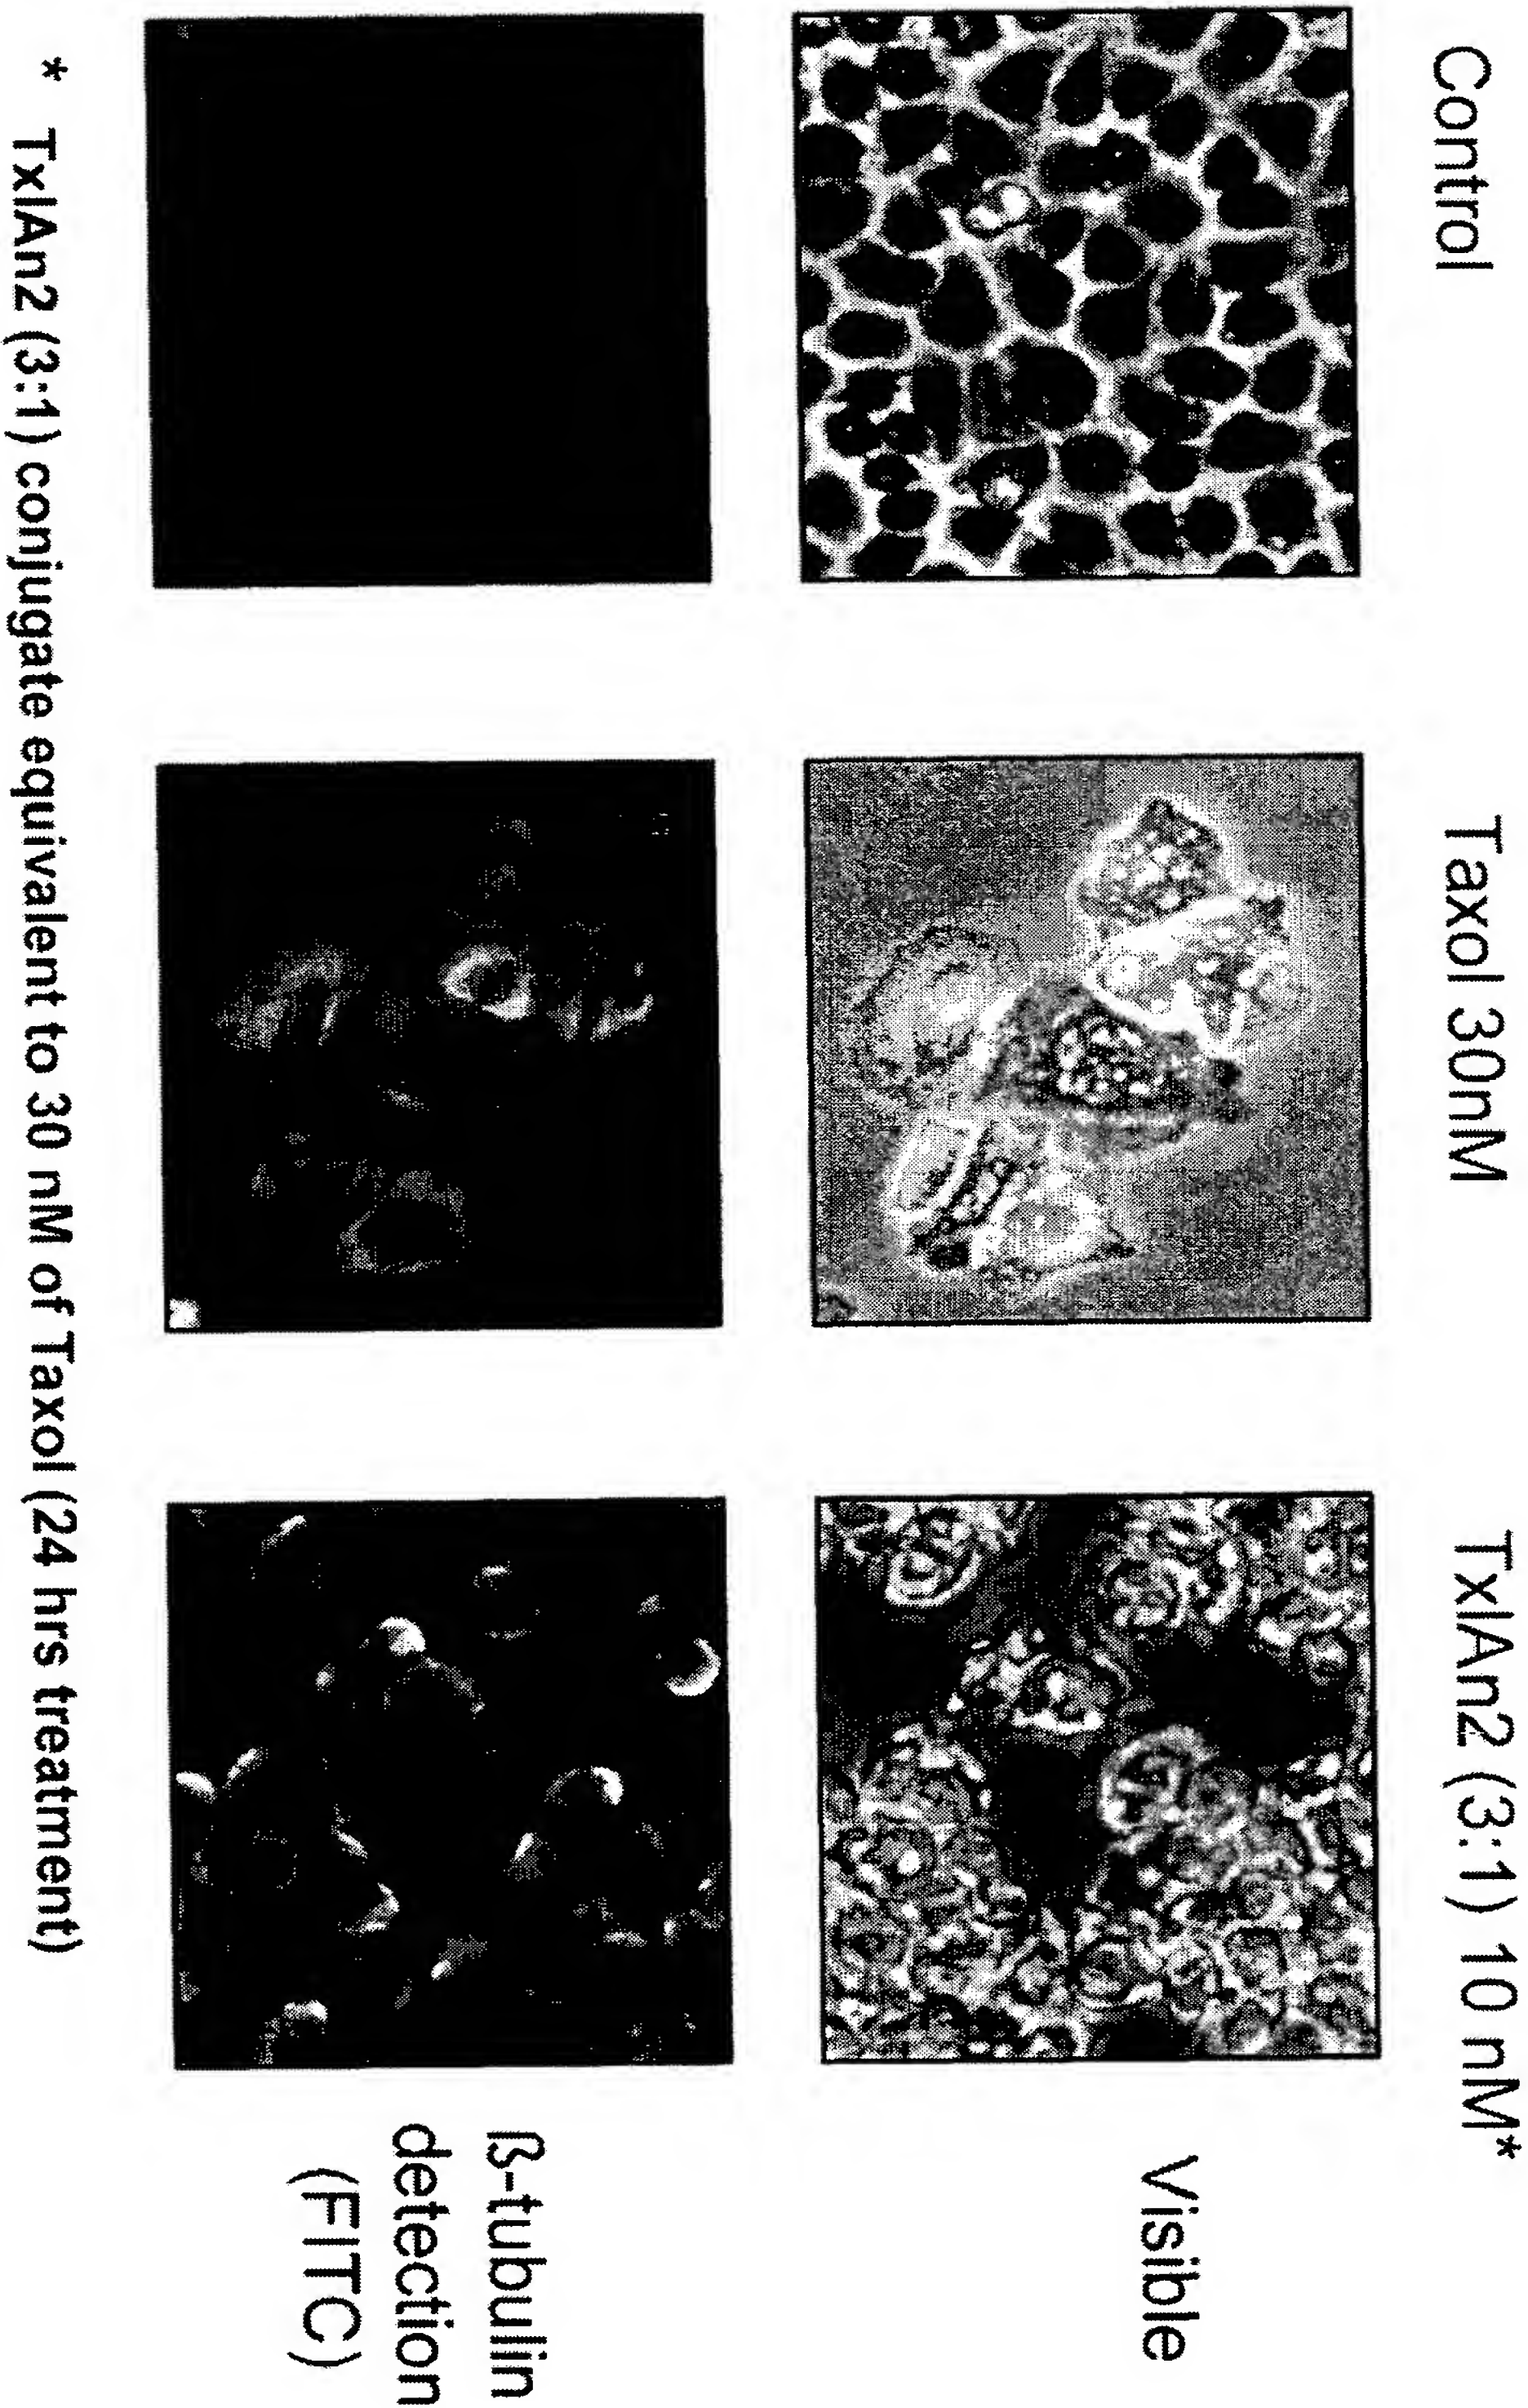 Control
Taxol 30nM
TxlAn2 (3:1) 10 nM*
Visible
ß-tubulin
detection
(FITC)
* TxlAn2 (3:1) conjugate equivalent to 30 nM of Taxol (24 hrs treatment)